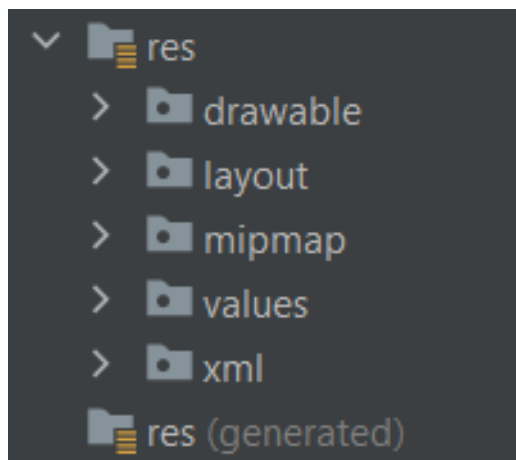 res
drawable
layout
mipmap
values
xml
res (generated)